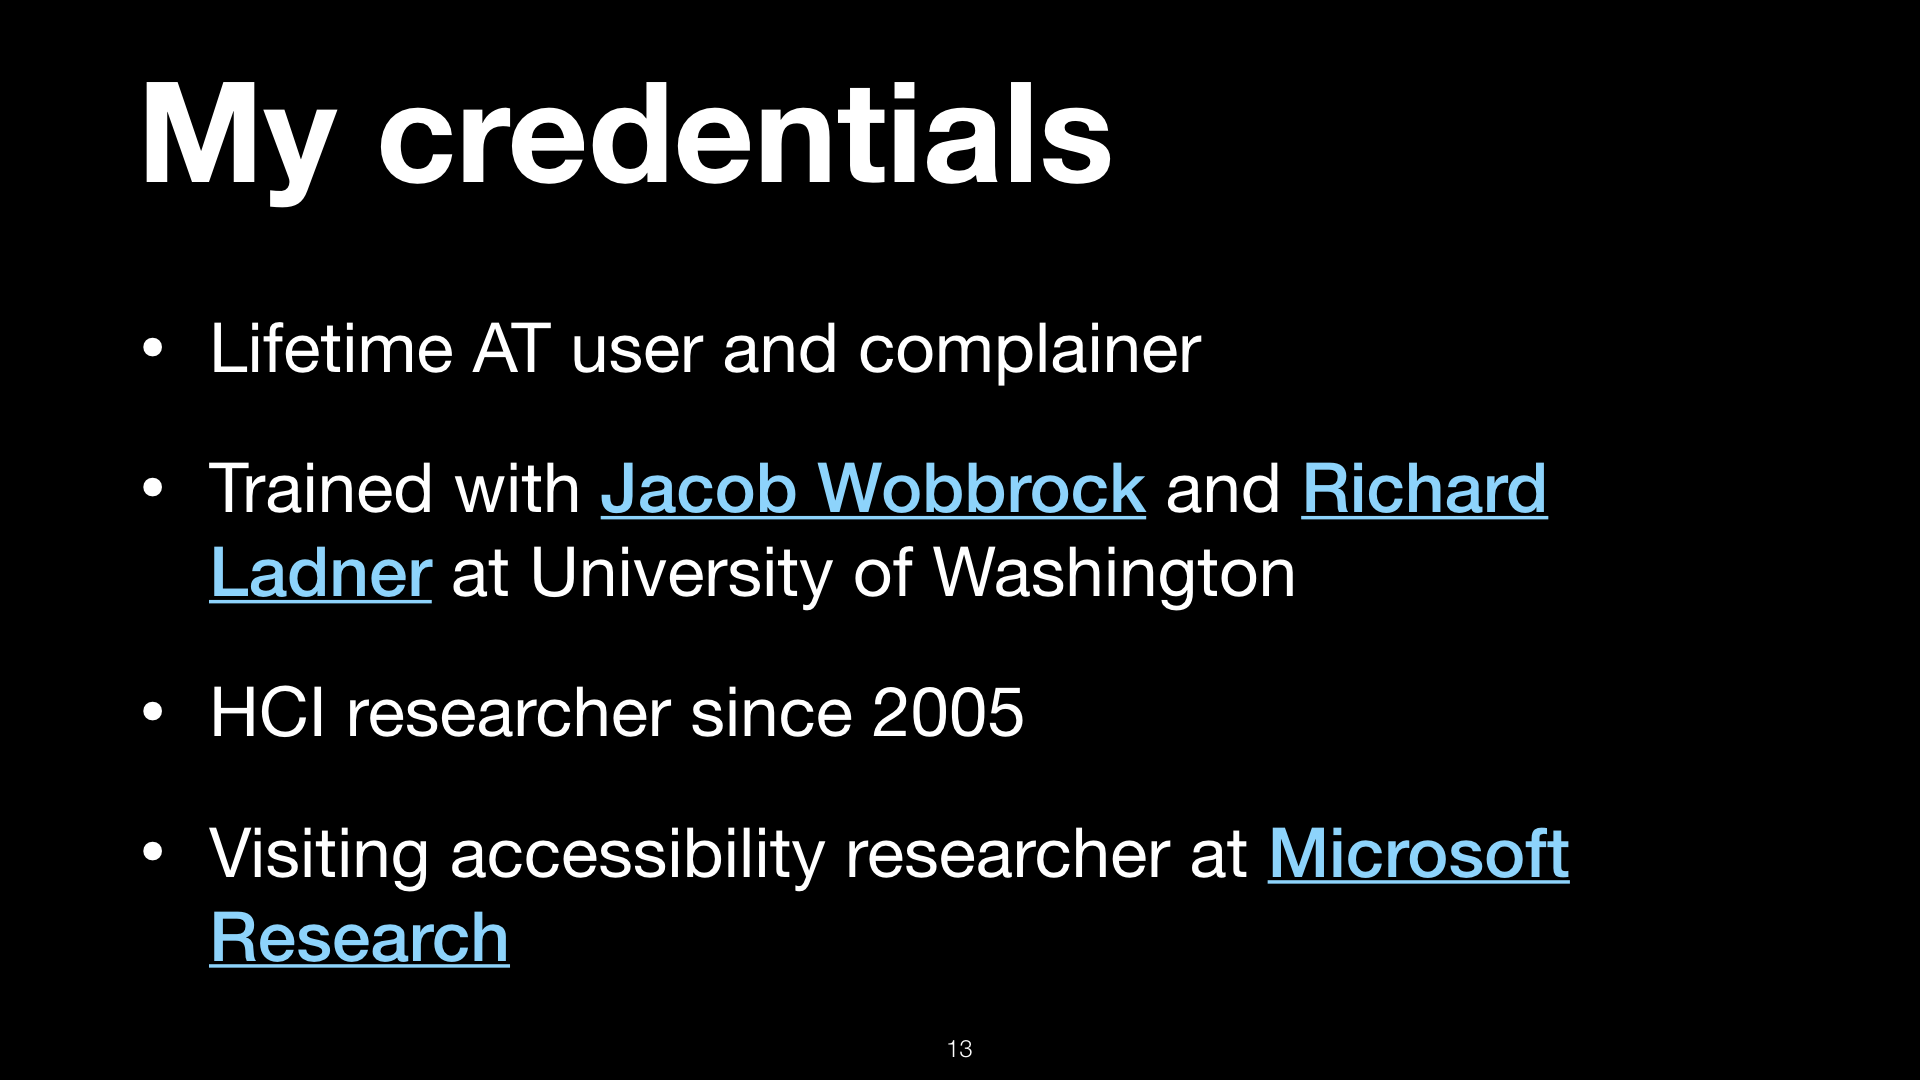 My credentials
• Lifetime AT user and complainer
• Trained with Jacob Wobbrock and Richard
Ladner at University of Washington
• HCI researcher since 2005
• Visiting accessibility researcher at Microsoft
Research
13